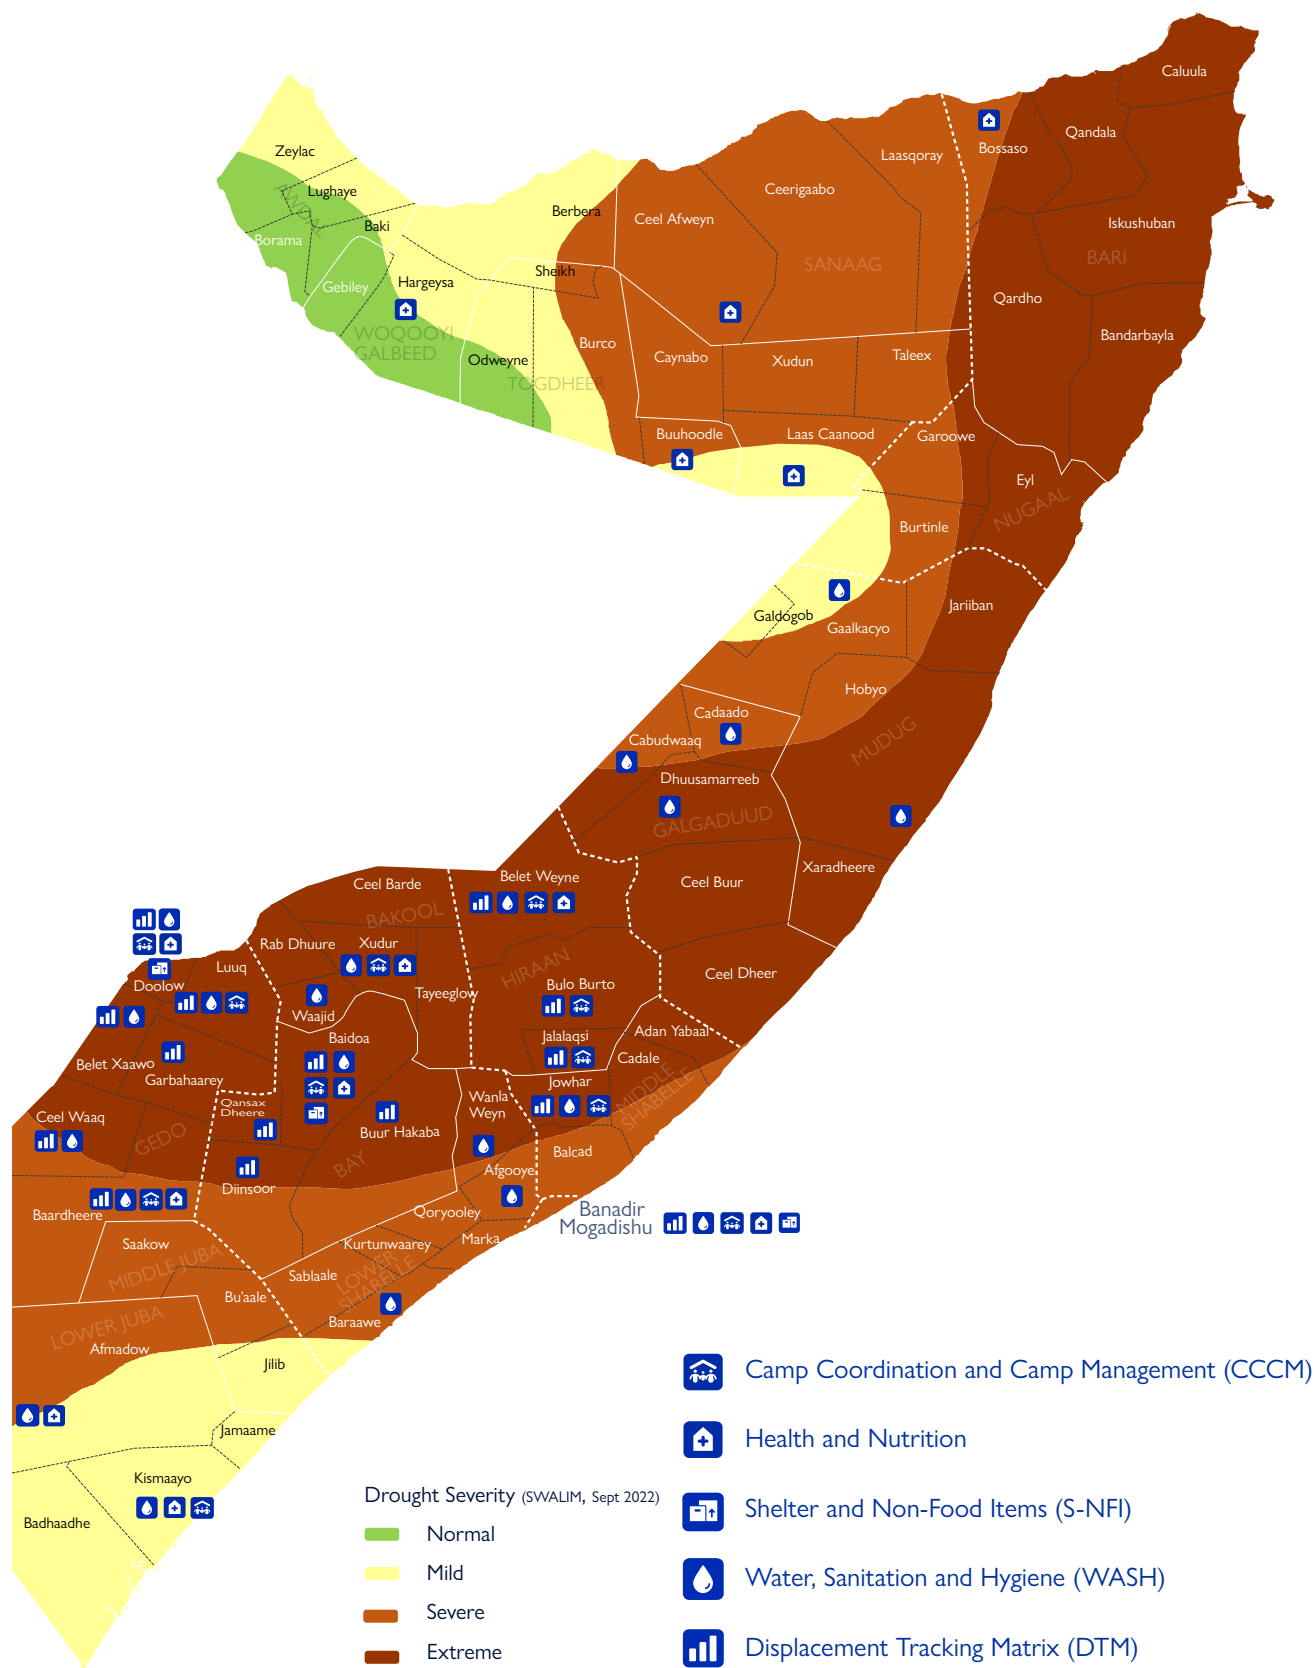 Caluula
Qandala
Bossaso
Laasqoray
Zeylac
Ceerigaabo
Lughaye
AWDAL
Berbera
Ceel Afweyn
Iskushuban
Baki
Borama
BARI
SANAAG
Sheikh
Hargeysa
Gebiley
Qardho
WOQOOYI
GALBEED
Bandarbayla
Burco
Caynabo
Xudun
Taleex
Odweyne
TOGDHEER
Buuhoodle
Laas Caanood
Garoowe
Eyl
NUGAAL
Burtinle
Jariiban
Galdogob
Gaalkacyo
Hobyo
Cadaado
MUDUG
Cabudwaaq
Dhuusamarreeb
GALGADUUD
Xaradheere
Belet Weyne
Ceel Buur
Ceel Barde
BAKOOL
Rab Dhuure
Xudur
Luuq
HIRAAN
Ceel Dheer
Doolow
Bulo Burto
Tayeeglow
Waajid
Adan Yabaal
Baidoa
Jalalaqsi
Cadale
Belet Xaawo
Garbahaarey
Jowhar
MIDDLE
SHABELLE
Wanla
Weyn
Qansax
Dheere
Ceel Waaq
GEDO
Buur Hakaba
Balcad
BAY
Afgooye
Diinsoor
Baardheere
Qoryooley
Banadir
Mogadishu
Marka
Saakow
Kurtunwaarey
MIDDLE JUBA
Sablaale
LOWER
SHABELLE
Bu'aale
Baraawe
LOWER JUBA
Afmadow
Jilib
Jamaame
Kismaayo
Badhaadhe
Camp Coordination and Camp Management (CCCM)
Health and Nutrition
Shelter and Non-Food Items (S-NFI)
Water, Sanitation and Hygiene (WASH)
Displacement Tracking Matrix (DTM)
Drought Severity (SWALIM, Sept 2022)
Normal
Mild
Severe
Extreme